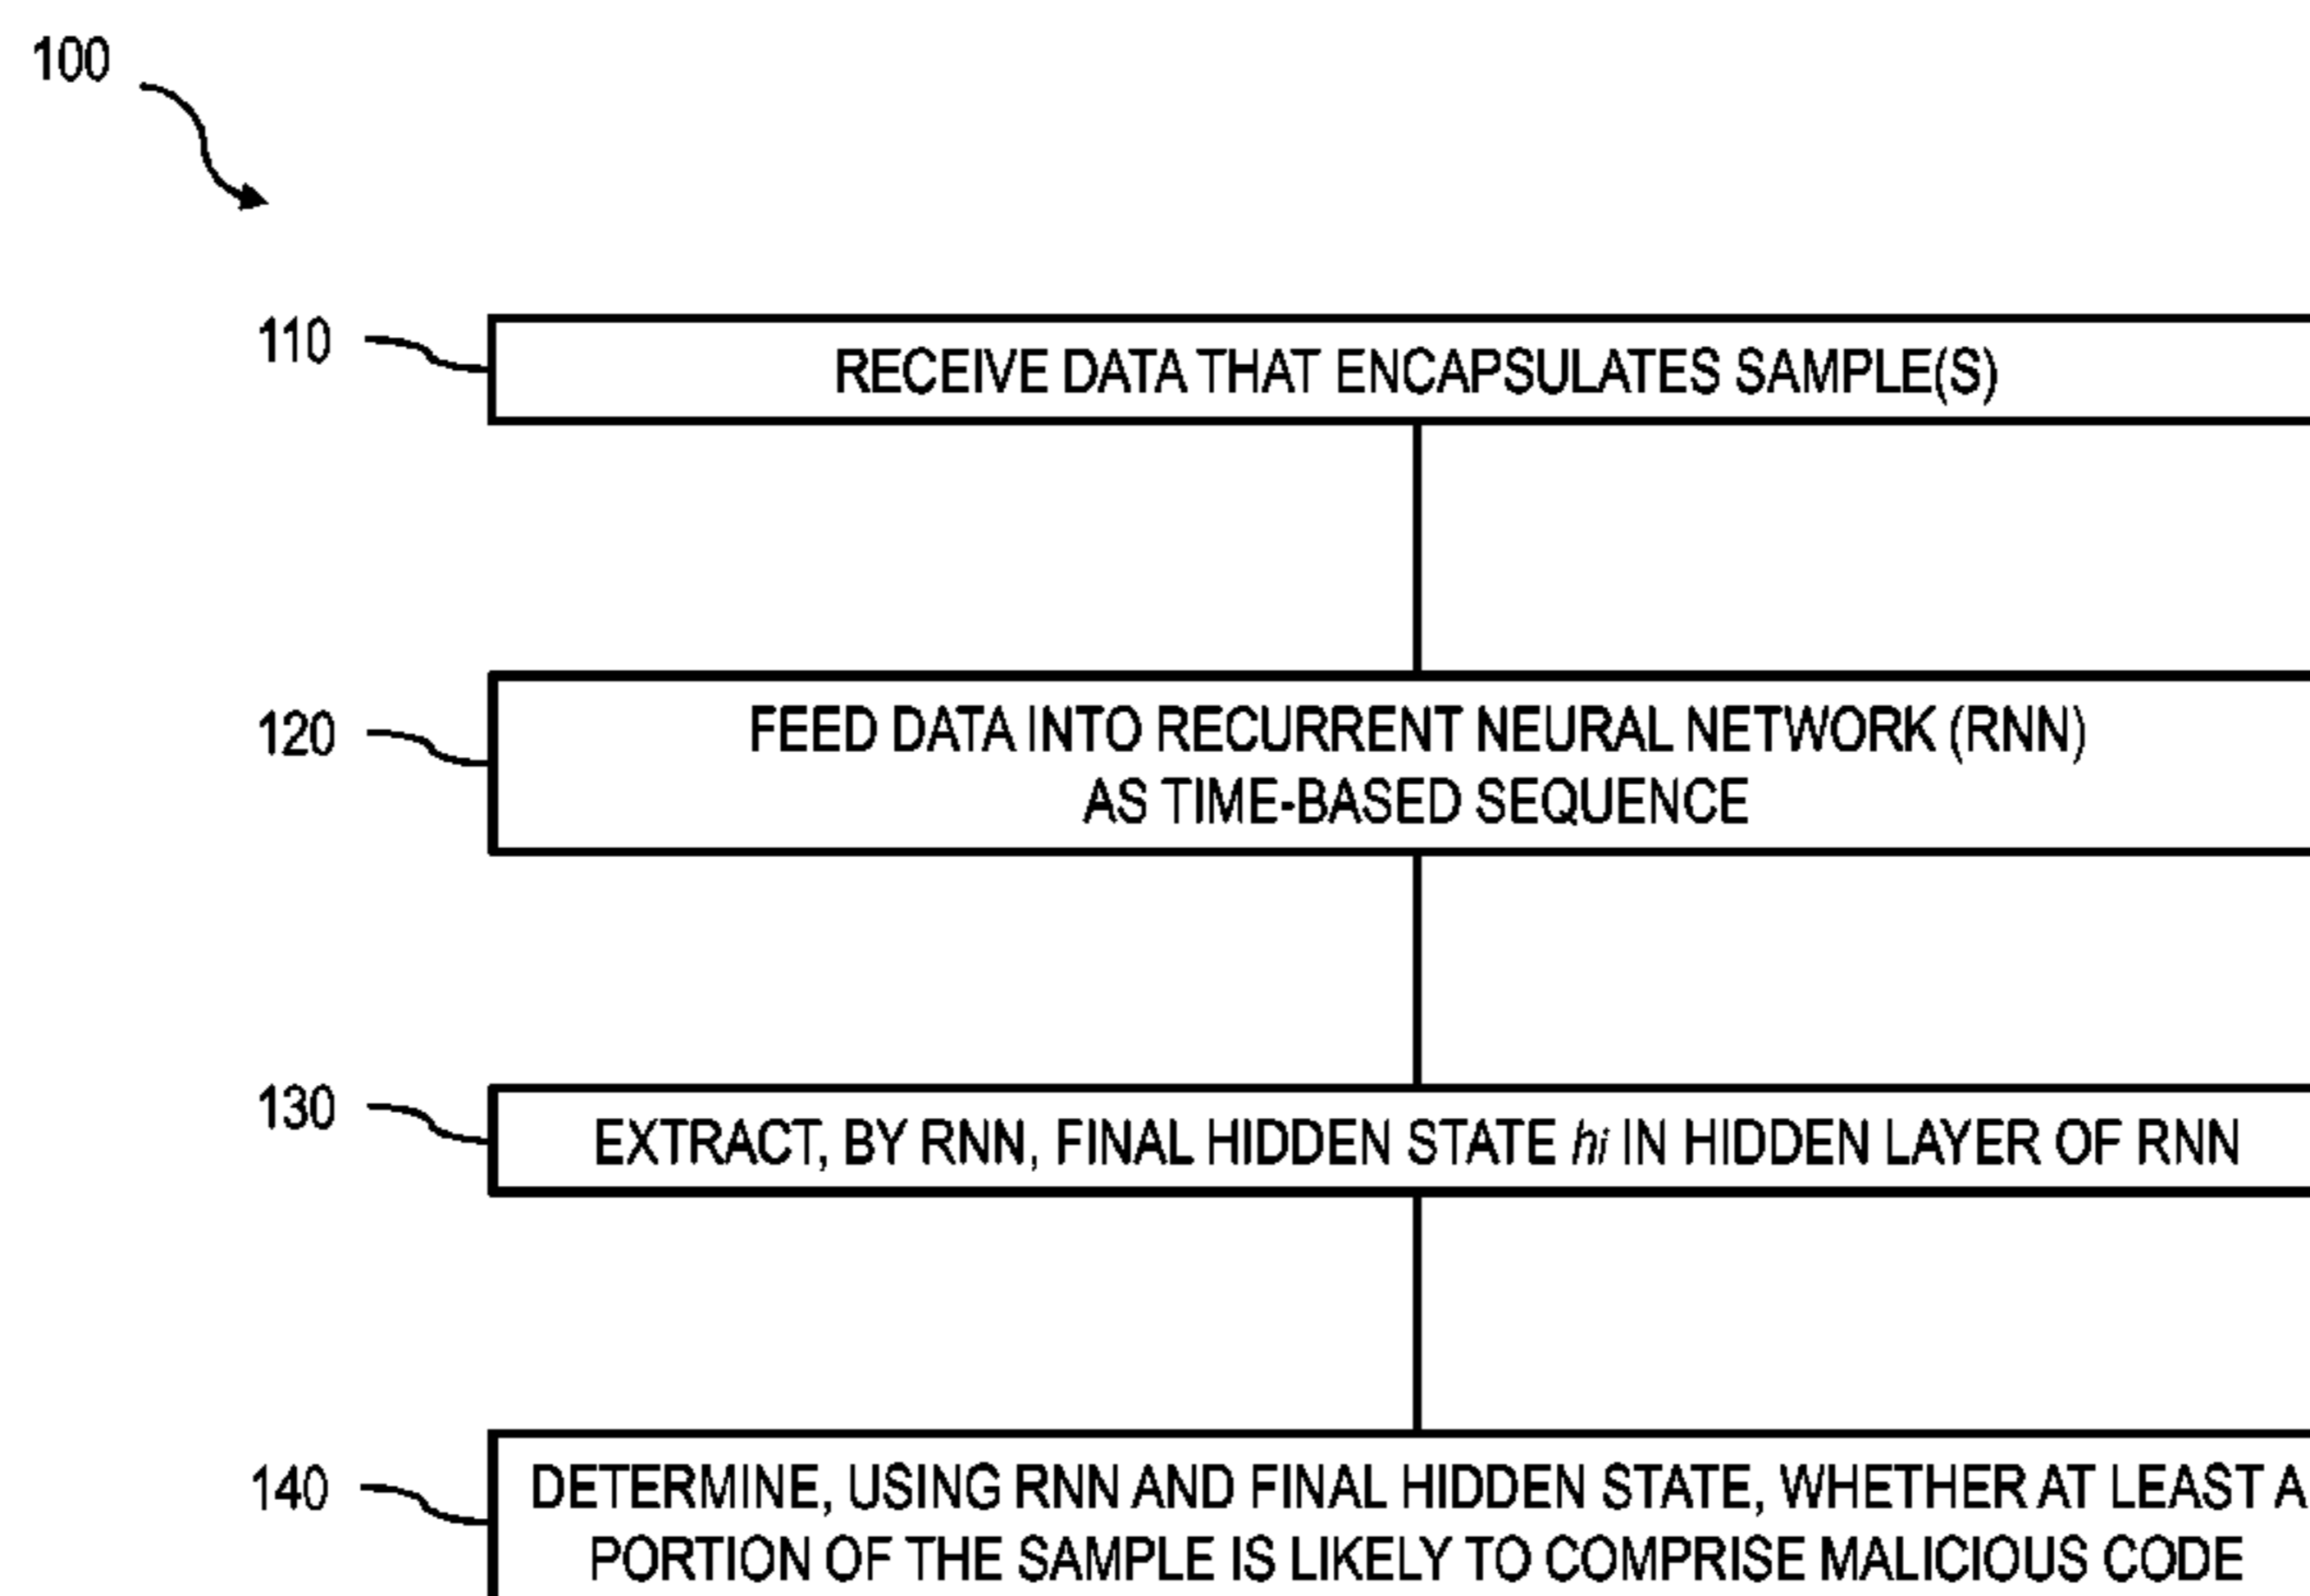 100
110
RECEIVE DATA THAT ENCAPSULATES SAMPLE(S)
120
FEED DATA INTO RECURRENT NEURAL NETWORK (RNN)
AS TIME-BASED SEQUENCE
130
EXTRACT, BY RNN, FINAL HIDDEN STATE hi IN HIDDEN LAYER OF RNN
140
DETERMINE, USING RNN AND FINAL HIDDEN STATE, WHETHER AT LEAST A
PORTION OF THE SAMPLE IS LIKELY TO COMPRISE MALICIOUS CODE